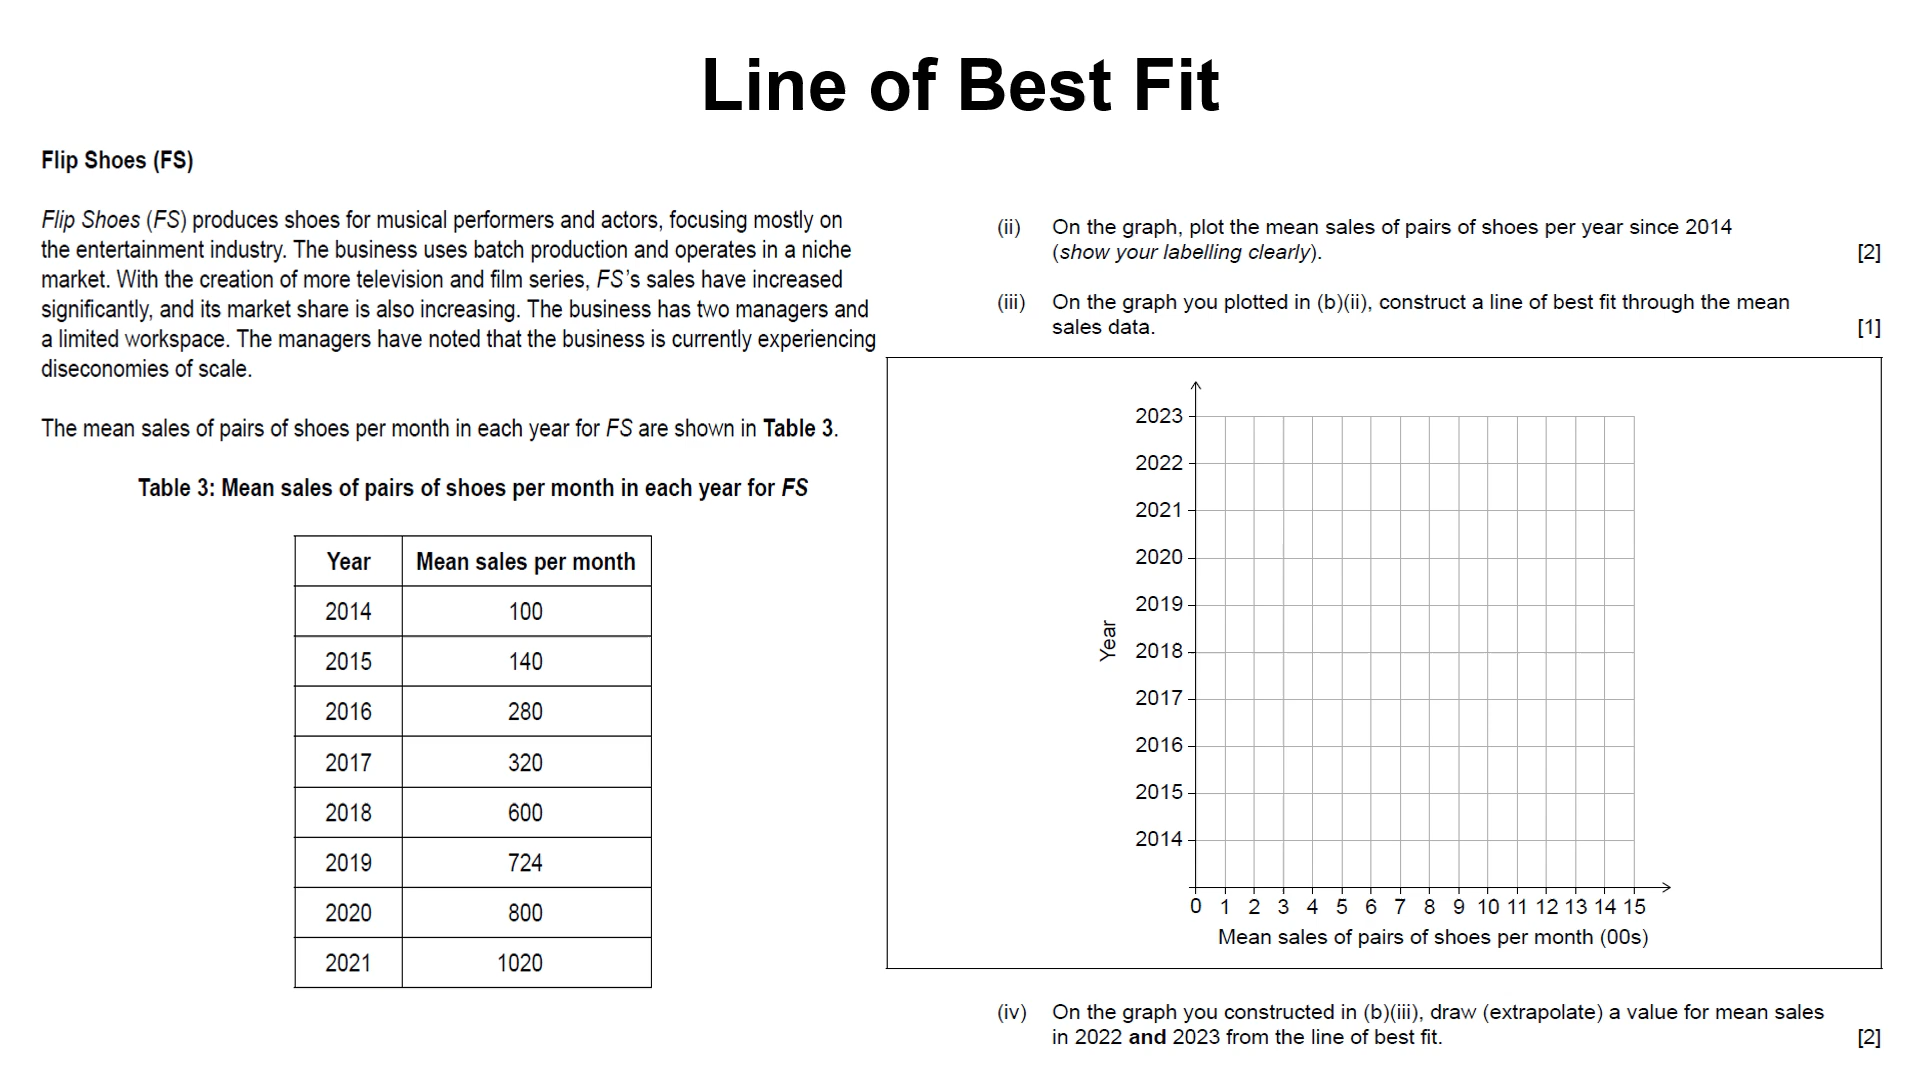 Line of Best Fit
Flip Shoes (FS)
Flip Shoes (FS) produces shoes for musical performers and actors, focusing mostly on
the entertainment industry. The business uses batch production and operates in a niche
market. With the creation of more television and film series, FS's sales have increased
significantly, and its market share is also increasing. The business has two managers and
a limited workspace. The managers have noted that the business is currently experiencing
diseconomies of scale.
The mean sales of pairs of shoes per month in each year for FS are shown in Table 3.
Table 3: Mean sales of pairs of shoes per month in each year for FS
Year Mean sales per month
2014 100
2015 140
2016 280
2017 320
2018 600
2019 724
2020 800
2021 1020
(ii) On the graph, plot the mean sales of pairs of shoes per year since 2014
(show your labelling clearly). [2]
(iii) On the graph you plotted in (b)(ii), construct a line of best fit through the mean
sales data. [1]
2023
2022
2021
2020
2019
2018
2017
2016
2015
2014
Year
0 1 2 3 4 5 6 7 8 9 10 11 12 13 14 15
Mean sales of pairs of shoes per month (00s)
(iv) On the graph you constructed in (b)(iii), draw (extrapolate) a value for mean sales
in 2022 and 2023 from the line of best fit. [2]